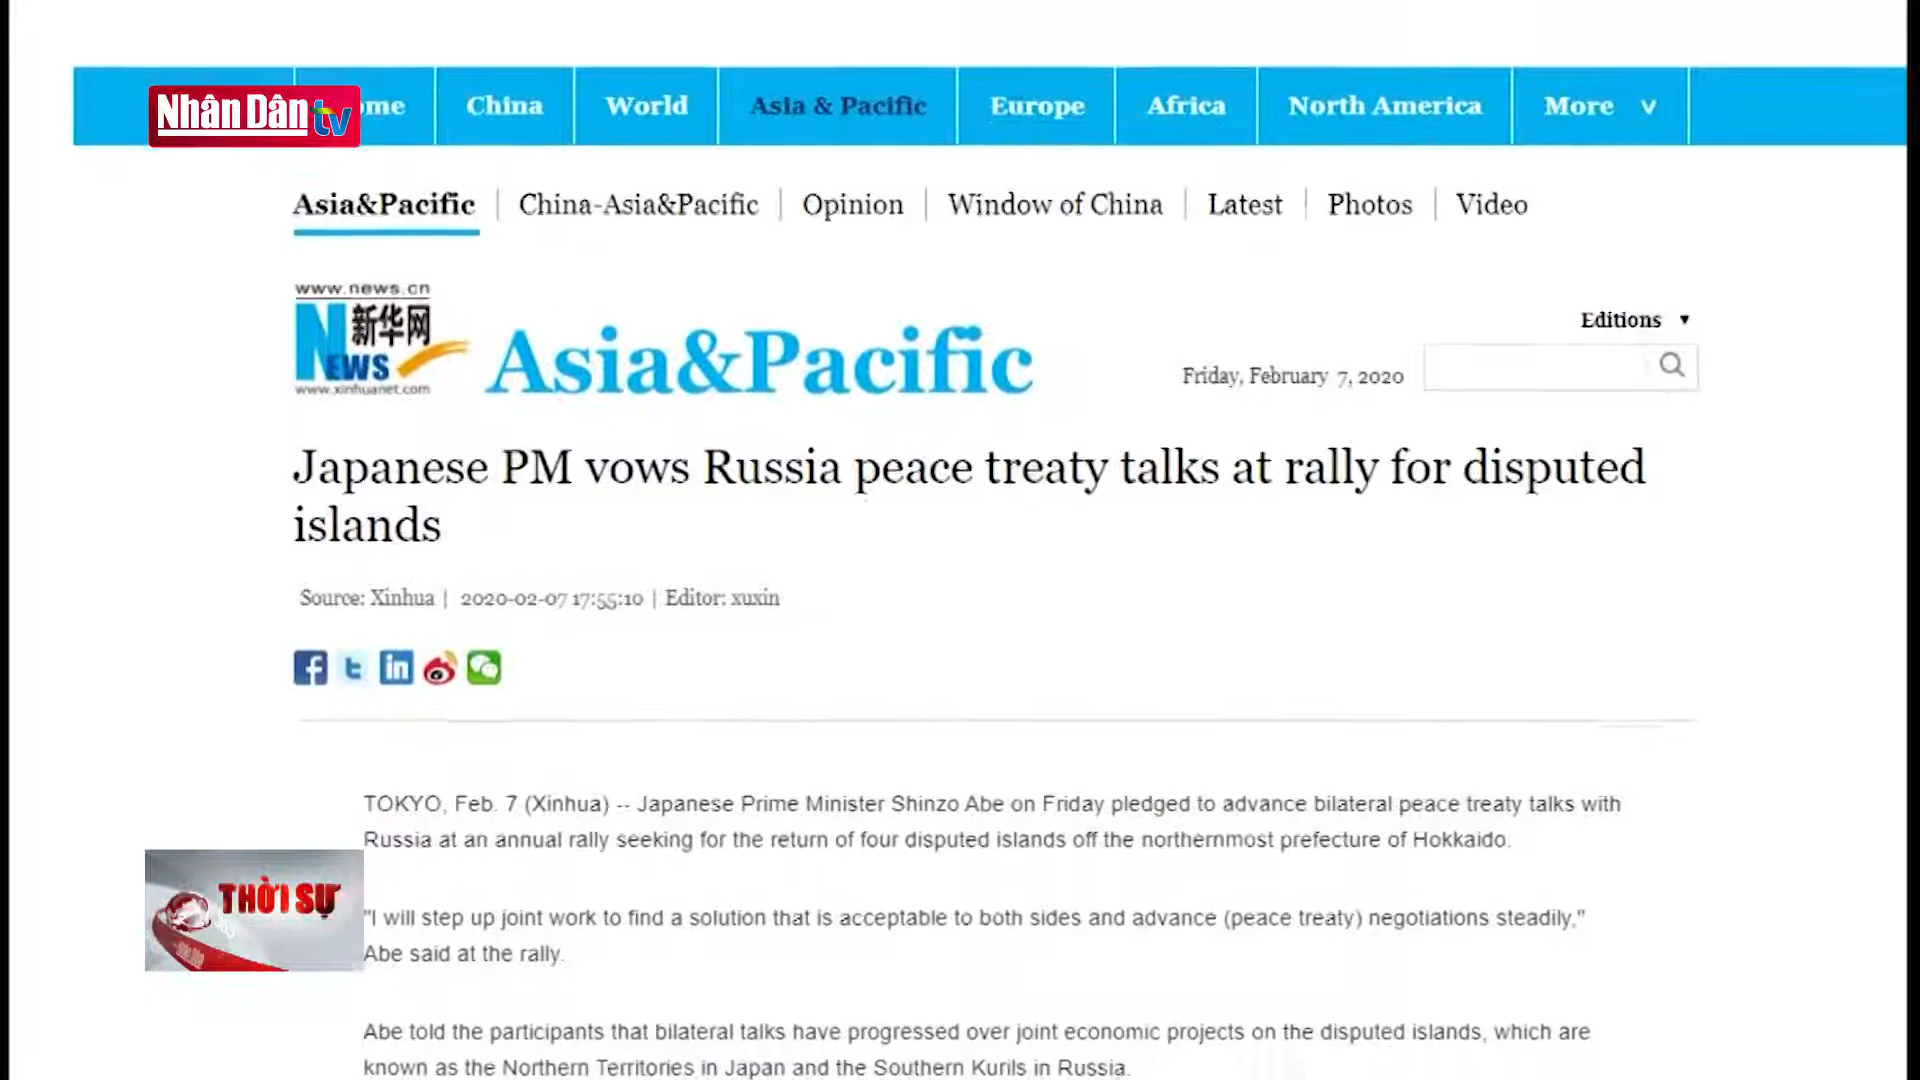 Nhân Dân tv
ome China World Asia & Pacific Europe Africa North America More v
Asia&Pacific | China-Asia&Pacific | Opinion | Window of China | Latest | Photos | Video
www.news.cn
新华网
NEWS
www.xinhuanet.com
Asia&Pacific
Editions ▼
Friday, February 7, 2020
Japanese PM vows Russia peace treaty talks at rally for disputed
islands
Source: Xinhua | 2020-02-07 17:55:10 | Editor: xuxin
TOKYO, Feb. 7 (Xinhua) -- Japanese Prime Minister Shinzo Abe on Friday pledged to advance bilateral peace treaty talks with
Russia at an annual rally seeking for the return of four disputed islands off the northernmost prefecture of Hokkaido.
THỜI SỰ
"I will step up joint work to find a solution that is acceptable to both sides and advance (peace treaty) negotiations steadily,"
Abe said at the rally.
Abe told the participants that bilateral talks have progressed over joint economic projects on the disputed islands, which are
known as the Northern Territories in Japan and the Southern Kurils in Russia.